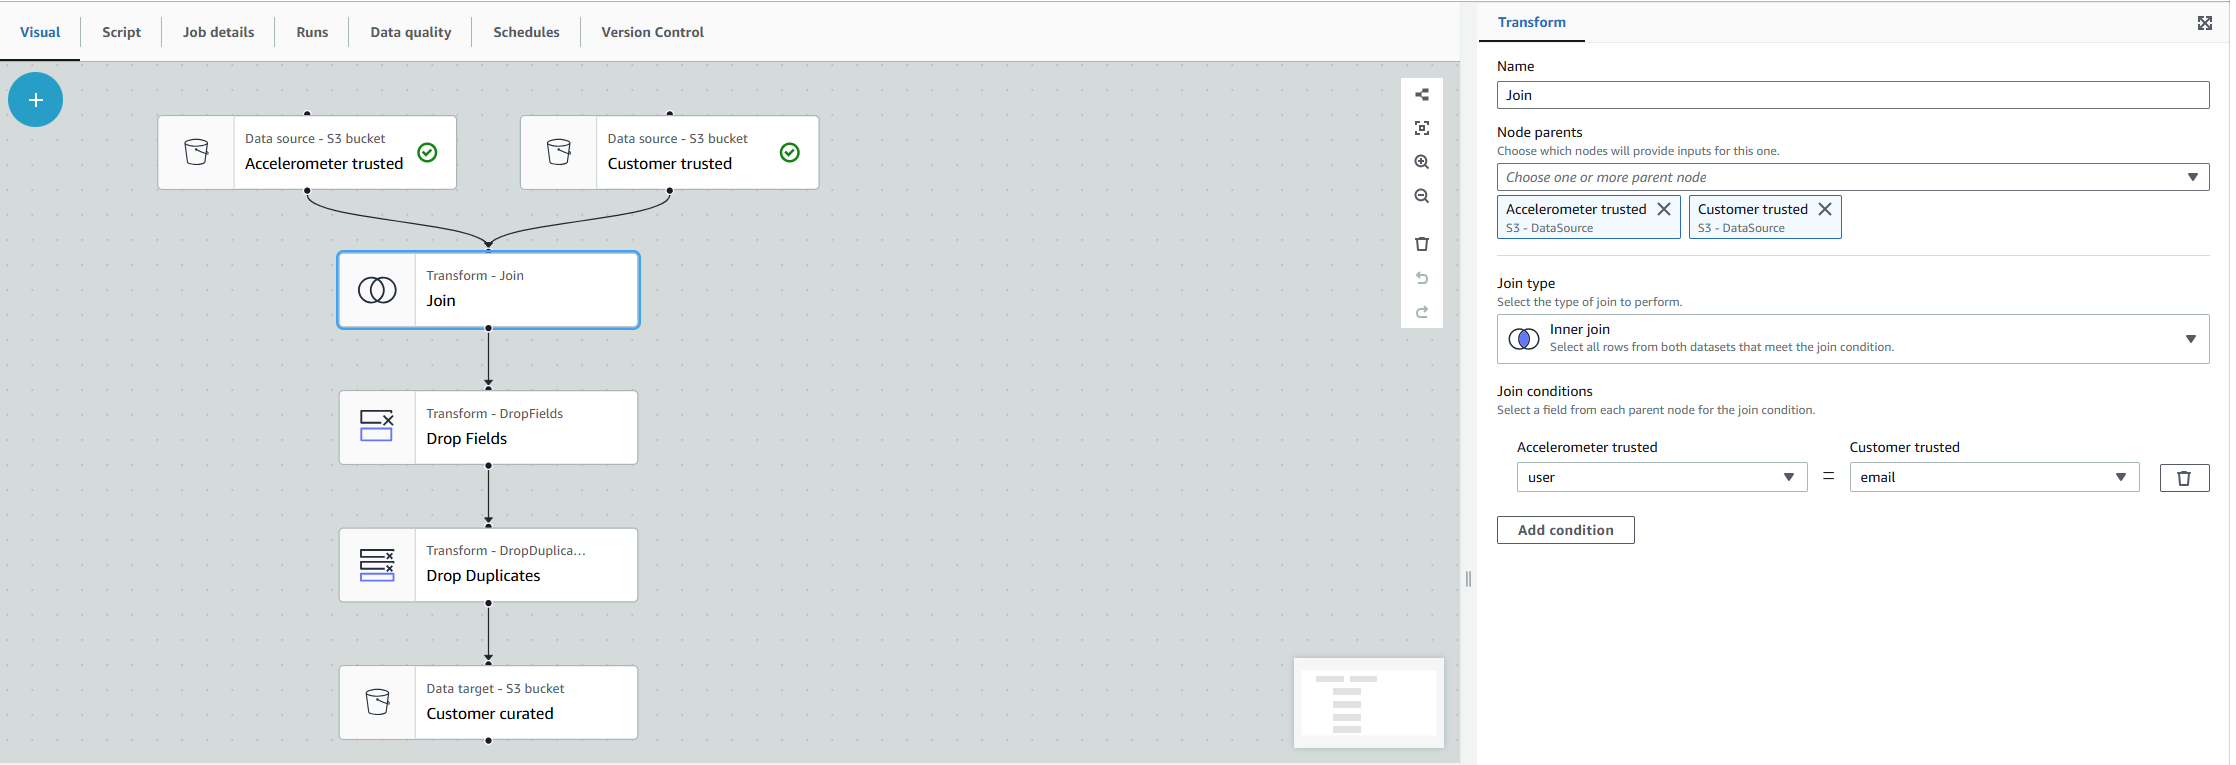 Visual Script Job details Runs Data quality Schedules Version Control
Data source - S3 bucket
Accelerometer trusted
Data source - S3 bucket
Customer trusted
Transform - Join
Join
Transform - DropFields
Drop Fields
Transform - DropDuplica...
Drop Duplicates
Data target - S3 bucket
Customer curated
Transform
Name
Join
Node parents
Choose which nodes will provide inputs for this one.
Choose one or more parent node
Accelerometer trusted
S3 - DataSource
Customer trusted
S3 - DataSource
Join type
Select the type of join to perform.
Inner join
Select all rows from both datasets that meet the join condition.
Join conditions
Select a field from each parent node for the join condition.
Accelerometer trusted Customer trusted
user = email
Add condition